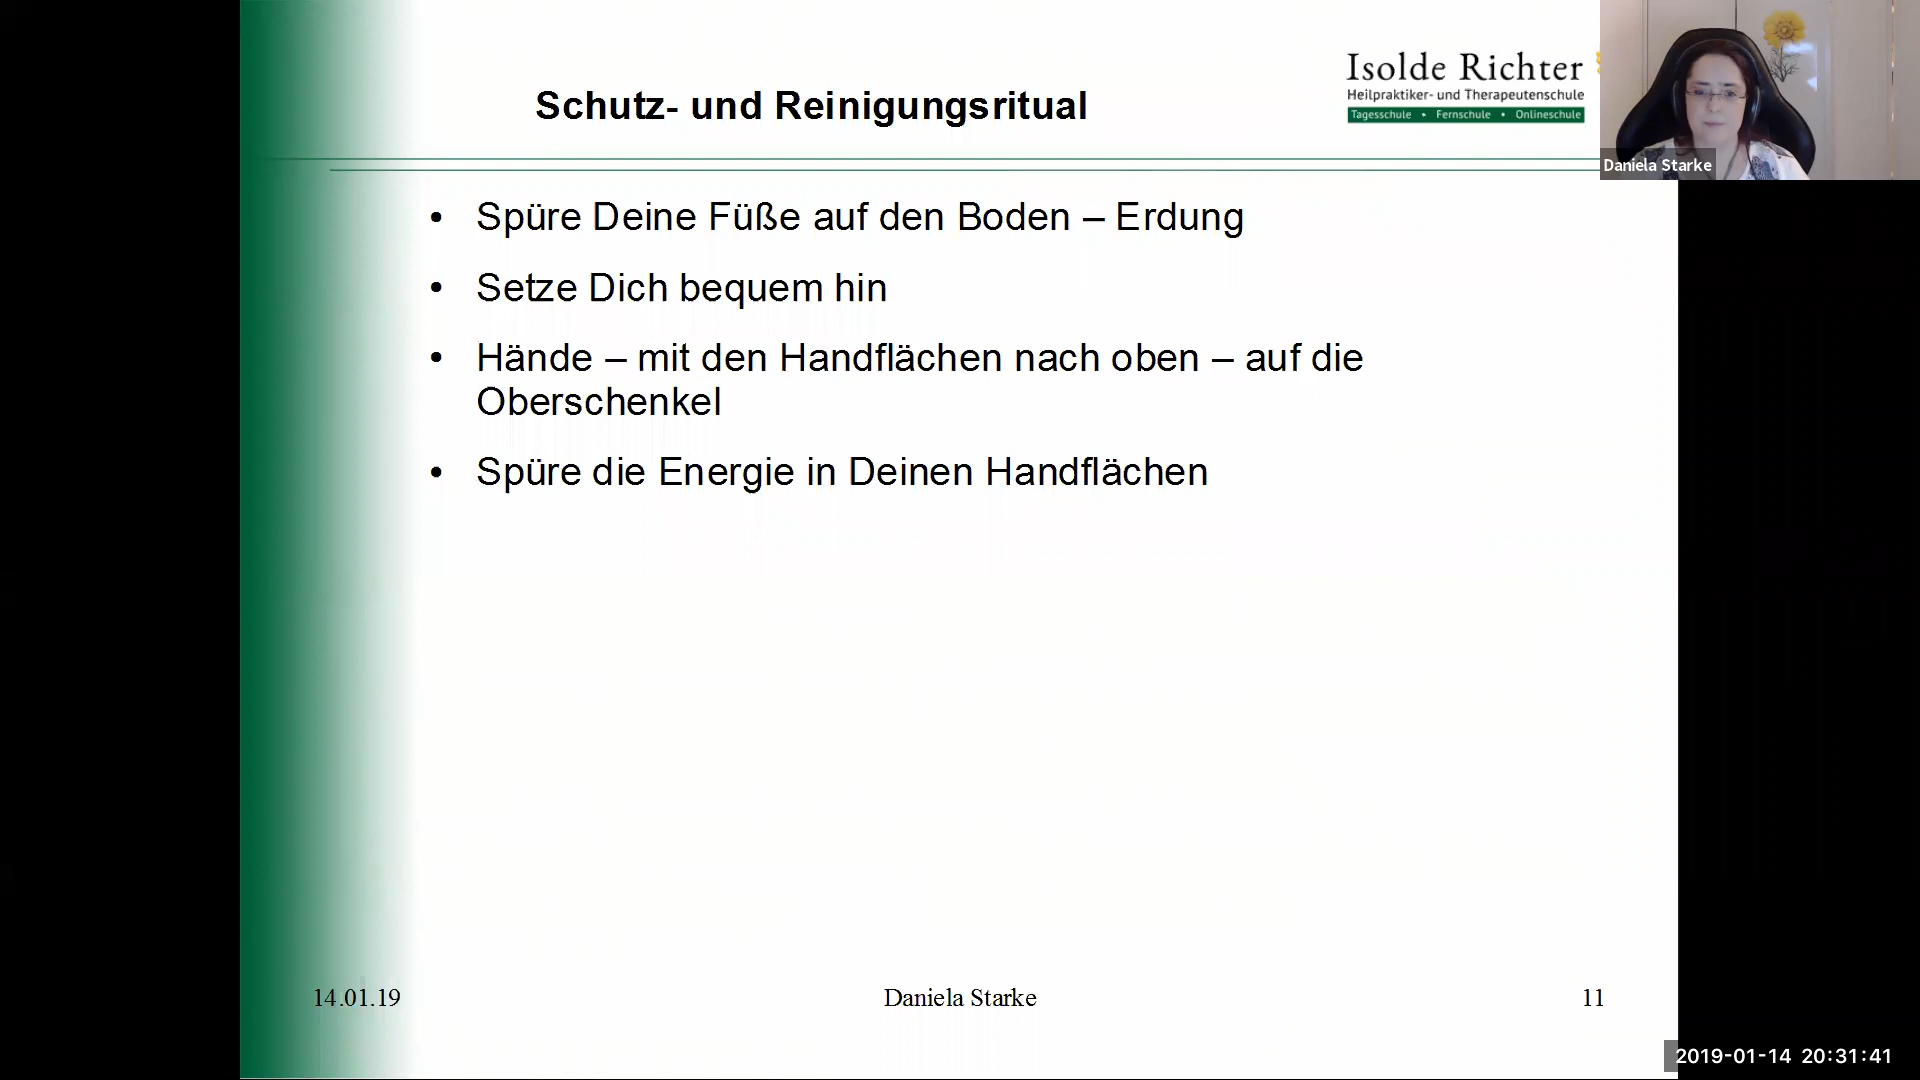 Schutz- und Reinigungsritual
Isolde Richter
Heilpraktiker- und Therapeutenschule
Tagesschule • Fernschule • Onlineschule
Daniela Starke
• Spüre Deine Füße auf den Boden – Erdung
• Setze Dich bequem hin
• Hände – mit den Handflächen nach oben – auf die
Oberschenkel
• Spüre die Energie in Deinen Handflächen
14.01.19
Daniela Starke
11
2019-01-14 20:31:41